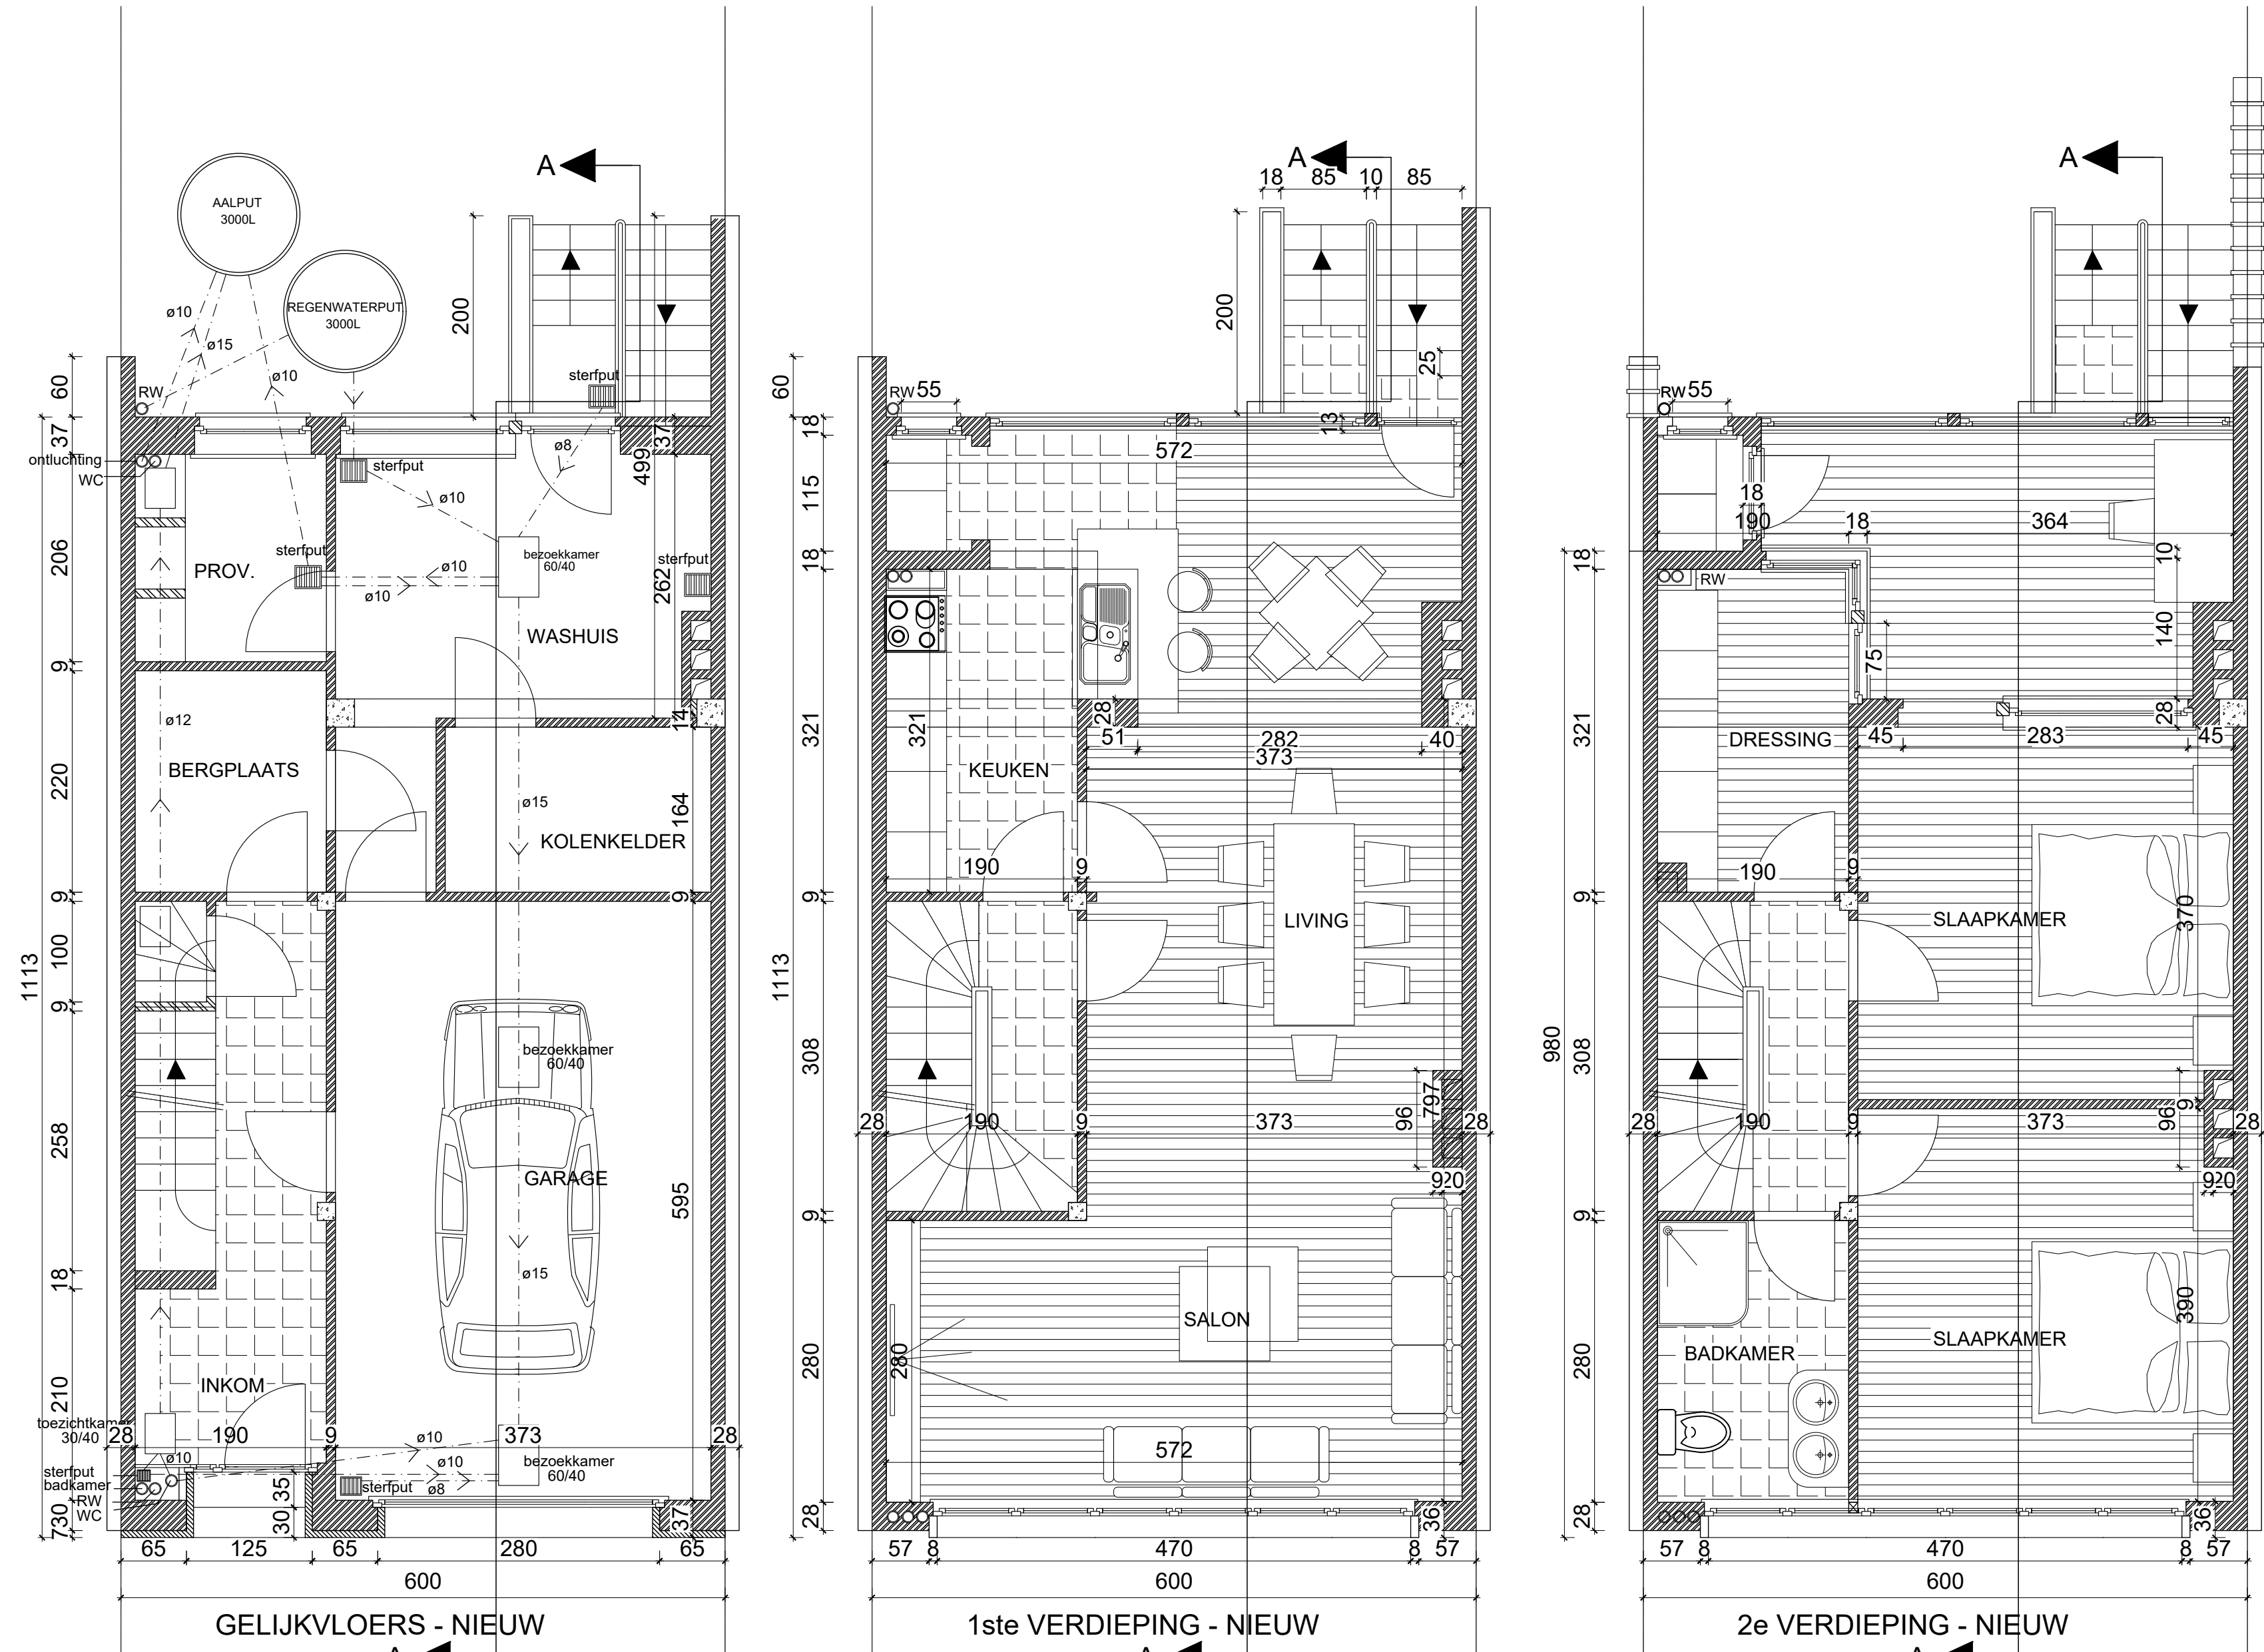 A
AALPUT
3000L
REGENWATERPUT
3000L
ø10
ø15
ø10
200
sterfput
RW
60
37
ontluchting
WC
sterfput
ø8
37
499
ø10
206
PROV.
sterfput
ø10
ø10
bezoekkamer
60/40
sterfput
262
WASHUIS
9
ø12
14
220
BERGPLAATS
ø15
164
KOLENKELDER
9
9
100
1113
9
bezoekkamer
60/40
258
GARAGE
595
18
ø15
210
INKOM
toezichtkamer
30/40
28
190
9
373
28
ø10
ø10
sterfput
badkamer
RW
WC
ø10
bezoekkamer
60/40
sterfput
ø8
35
30
730
37
65
125
65
280
65
600
GELIJKVLOERS - NIEUW
A
A
18
85
10
85
200
25
60
RW
55
18
13
572
115
18
321
321
28
51
282
40
373
KEUKEN
190
9
9
LIVING
1113
308
28
190
9
373
96
797
28
920
9
280
280
SALON
572
28
36
57
8
470
8
57
600
1ste VERDIEPING - NIEUW
A
A
RW
55
18
190
18
364
10
18
RW
140
75
321
28
DRESSING
45
283
45
190
9
9
SLAAPKAMER
370
980
308
28
190
9
373
96
9
28
920
9
280
390
SLAAPKAMER
BADKAMER
28
36
57
8
470
8
57
600
2e VERDIEPING - NIEUW
A